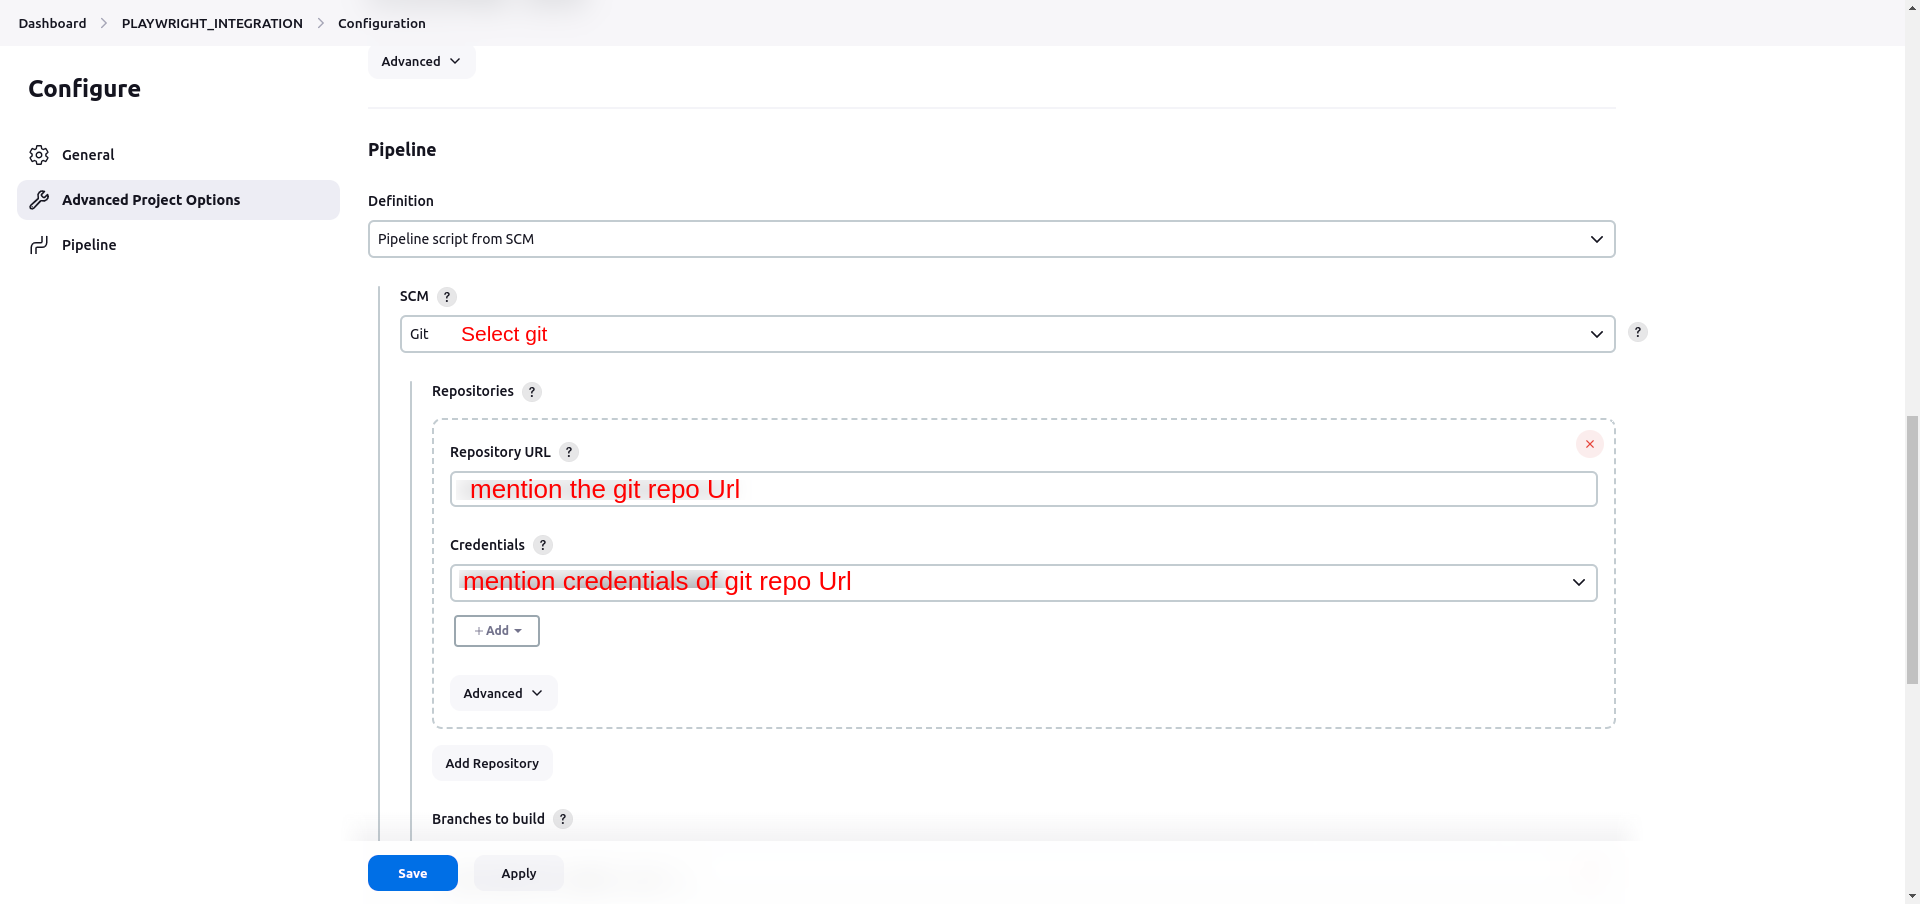 Dashboard > PLAYWRIGHT_INTEGRATION > Configuration
Advanced
Configure
General
Advanced Project Options
Pipeline
Pipeline
Definition
Pipeline script from SCM
SCM ?
Git Select git
?
Repositories ?
Repository URL ?
mention the git repo Url
Credentials ?
mention credentials of git repo Url
+ Add
Advanced
Add Repository
Branches to build ?
Save Apply